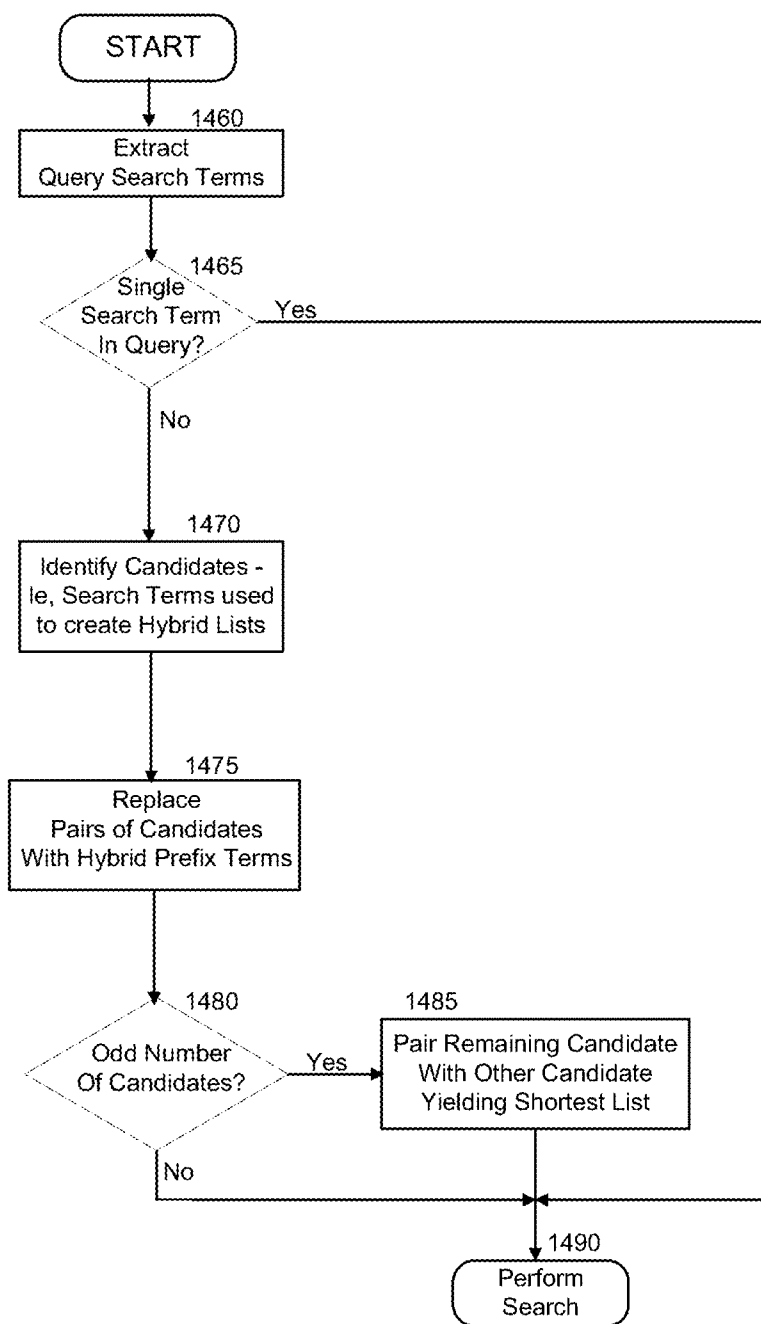 START
1460
Extract
Query Search Terms
1465
Single
Search Term
In Query?
Yes
No
1470
Identify Candidates -
Ie, Search Terms used
to create Hybrid Lists
1475
Replace
Pairs of Candidates
With Hybrid Prefix Terms
1480
Odd Number
Of Candidates?
Yes
No
1485
Pair Remaining Candidate
With Other Candidate
Yielding Shortest List
1490
Perform
Search